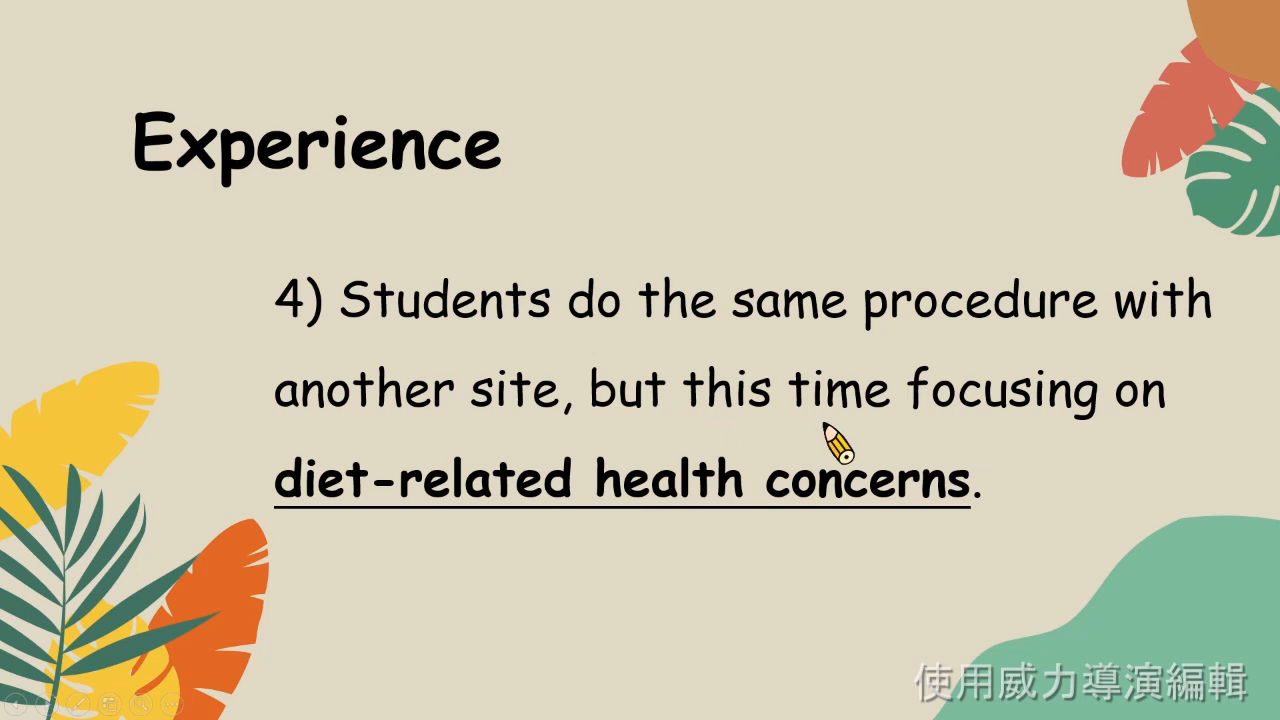 Experience
4) Students do the same procedure with
another site, but this time focusing on
diet-related health concerns.
使用威力導演編輯